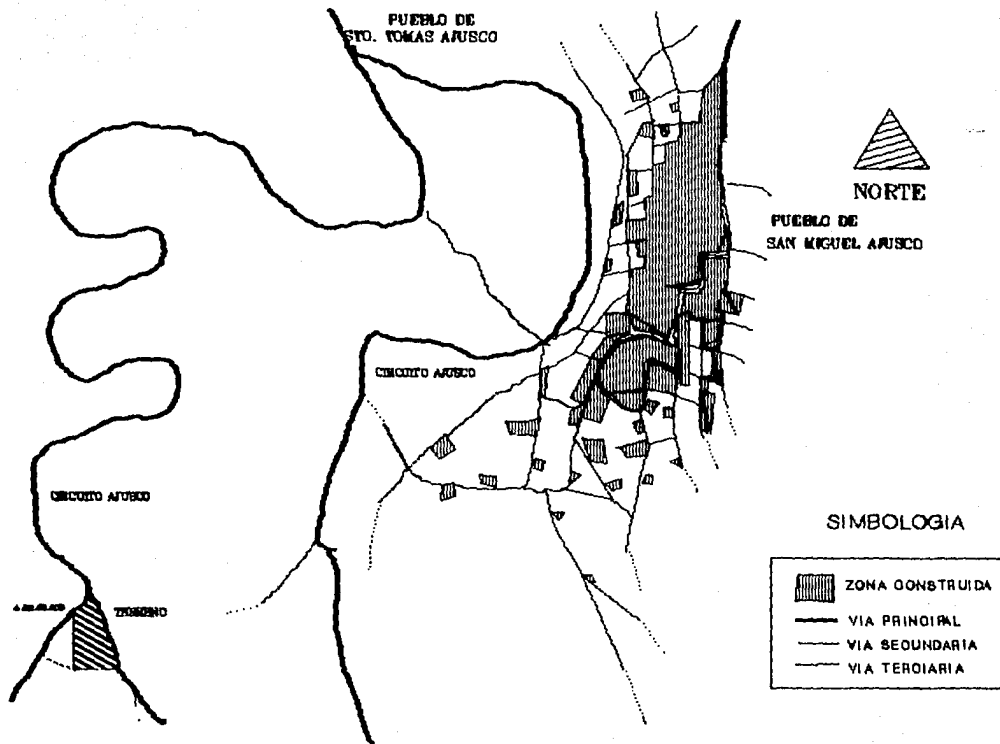 PUEBLO DE
STO. TOMAS AJUSCO
NORTE
PUEBLO DE
SAN MIGUEL AJUSCO
CIRCUITO AJUSCO
CIRCUITO AJUSCO
TERRENO
SIMBOLOGIA
ZONA CONSTRUIDA
VIA PRINCIPAL
VIA SECUNDARIA
VIA TERCIARIA